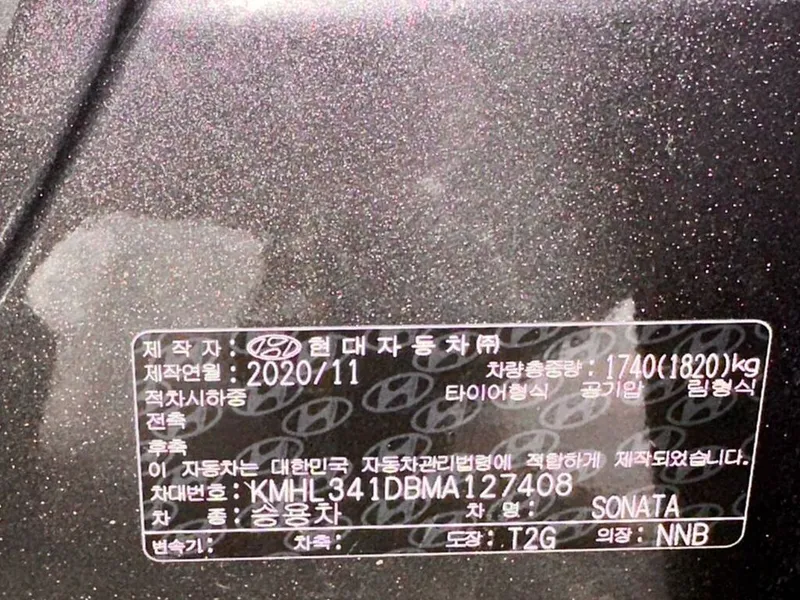 제 작 자 : 현대자동차㈜
제작연월 : 2020/11 차량총중량 : 1740(1820)kg
적차시하중 타이어형식 공기압 림형식
전축
후축
이 자동차는 대한민국 자동차관리법령에 적합하게 제작되었습니다.
차대번호 : KMHL341DBMA127408
차 종 : 승용차 차 명 : SONATA
변속기 : 차축 : 도장 : T2G 의장 : NNB